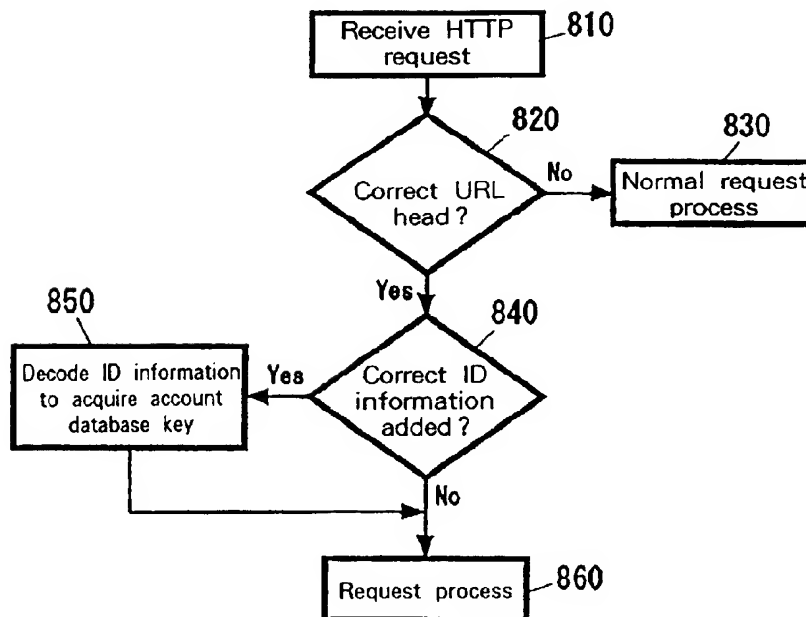 Receive HTTP
request
810
820
Correct URL
head?
No
830
Normal request
process
Yes
840
Correct ID
information
added?
Yes
850
Decode ID information
to acquire account
database key
No
Request process
860